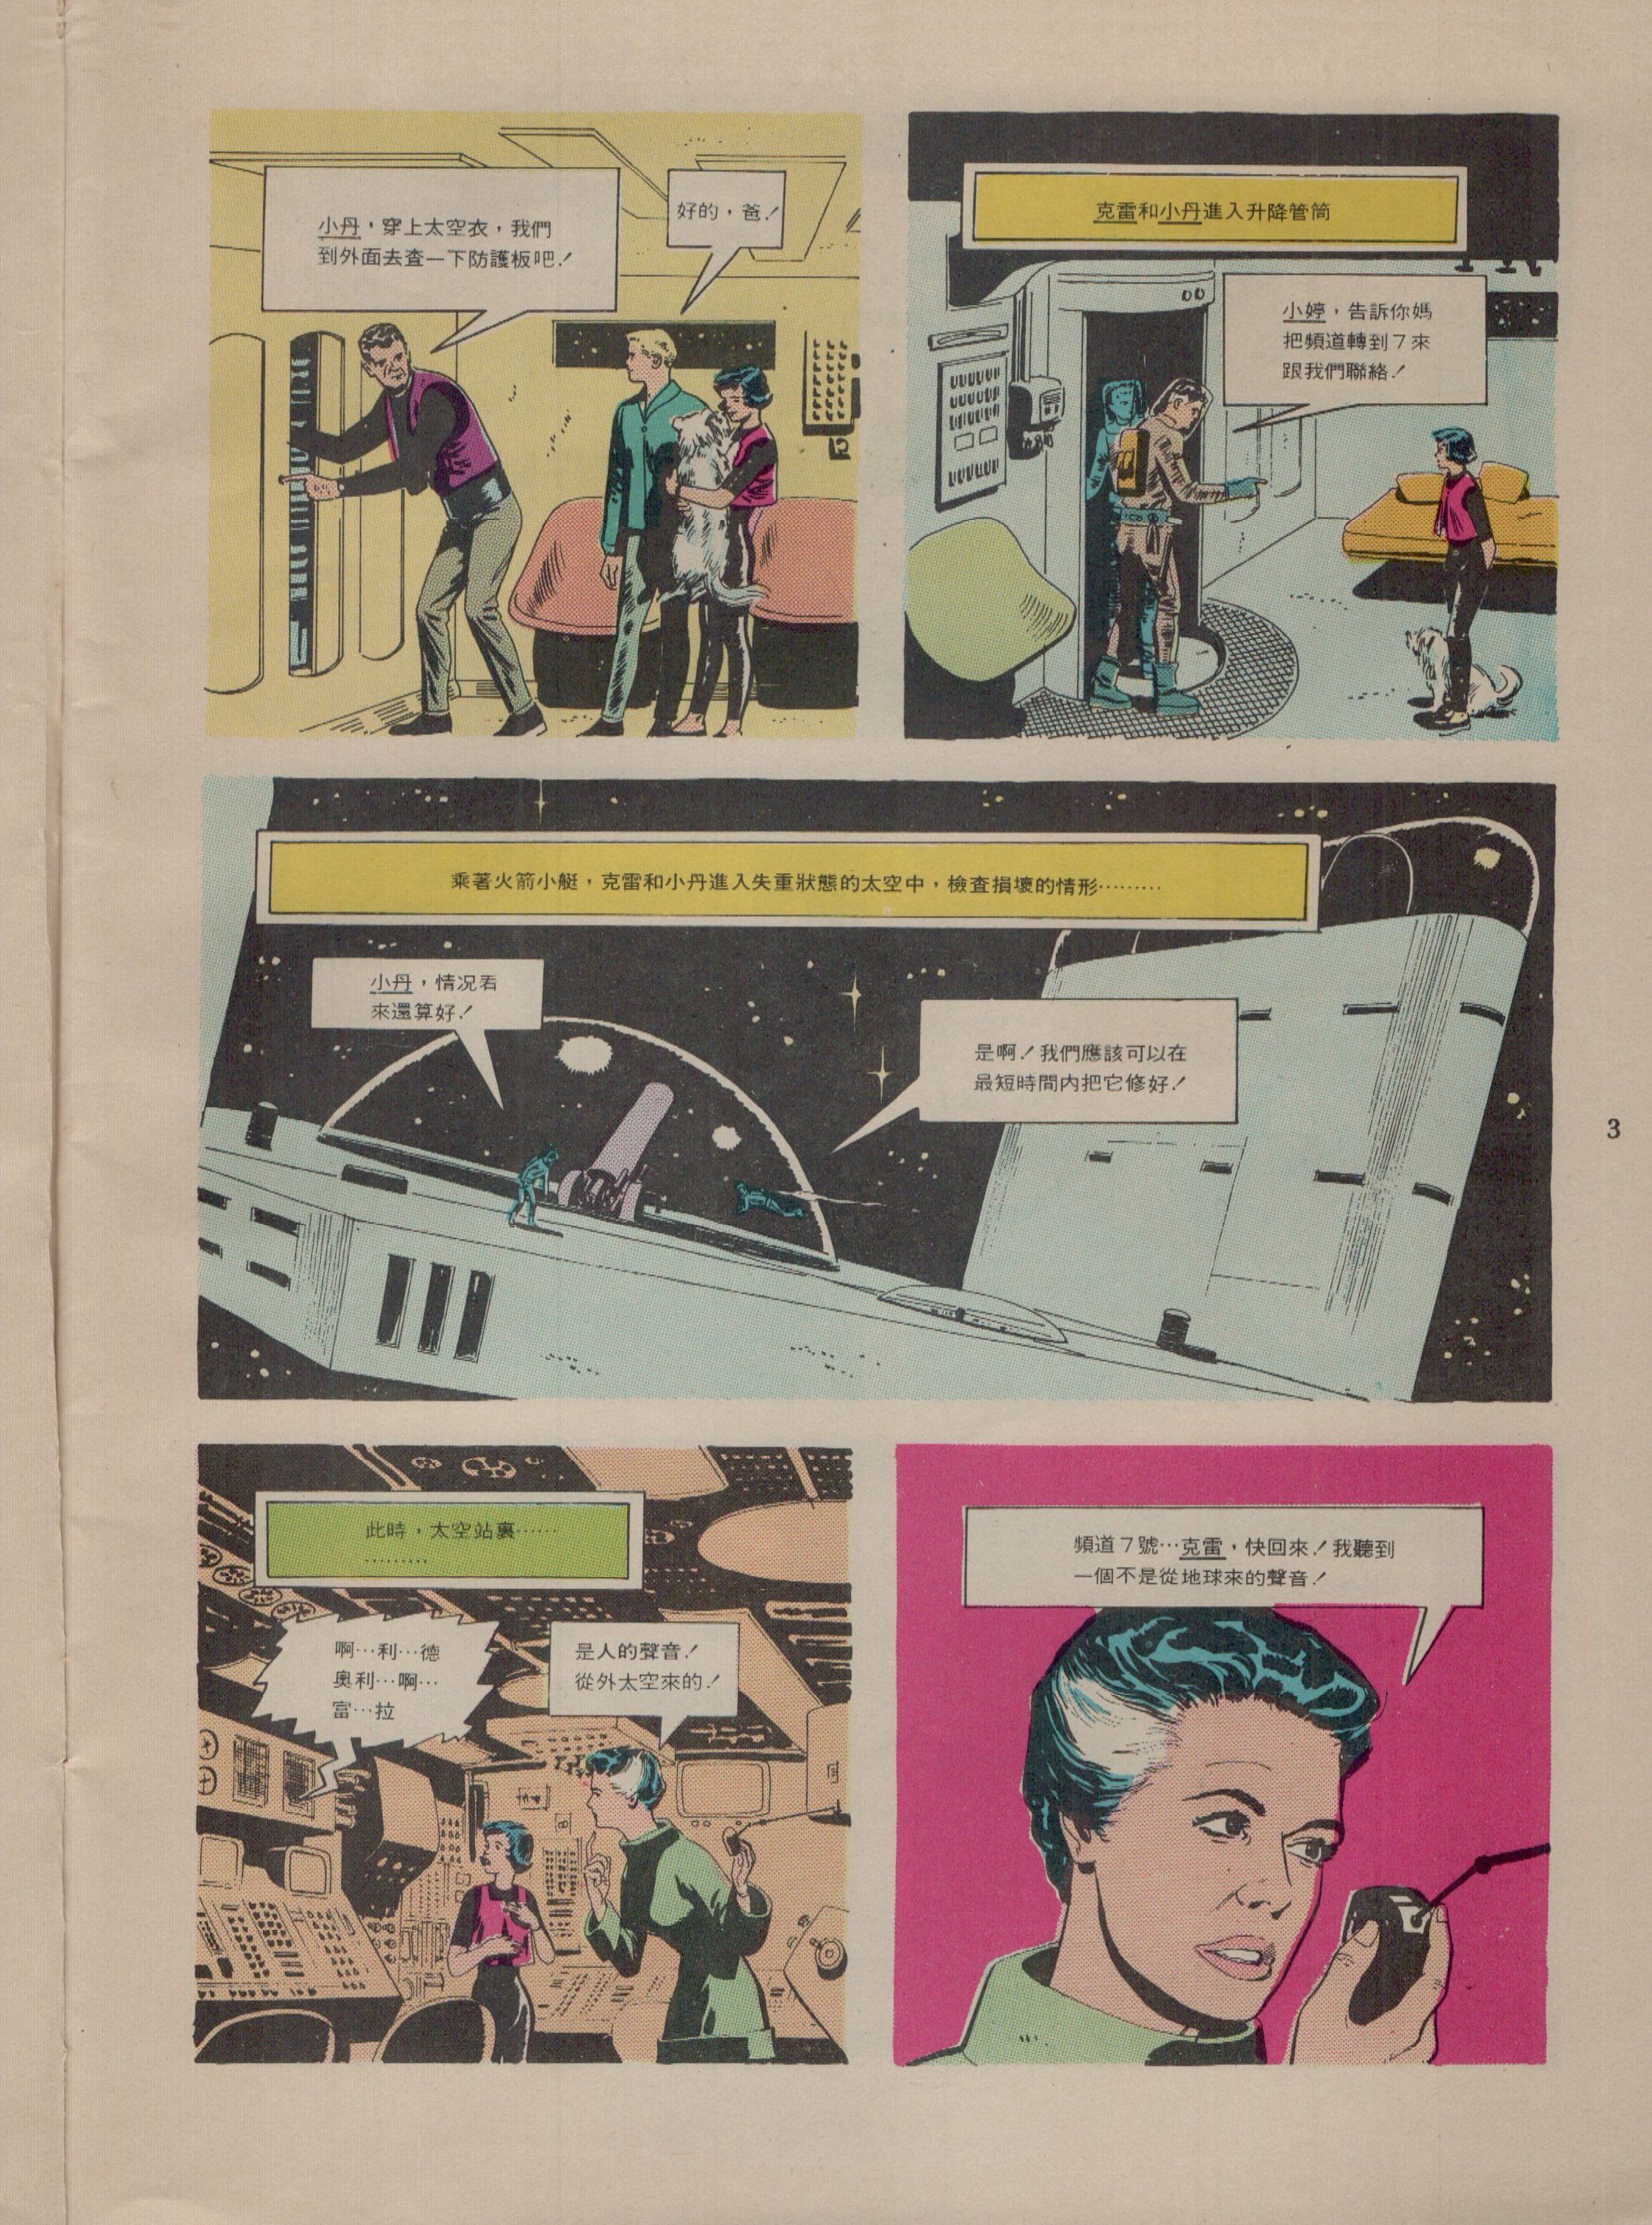 小丹，穿上太空衣，我們
到外面去查一下防護板吧！
好的，爸！
克雷和小丹進入升降管筒
小婷，告訴你媽
把頻道轉到7來
跟我們聯絡！
乘著火箭小艇，克雷和小丹進入失重狀態的太空中，檢查損壞的情形………
小丹，情況看
來還算好！
是啊！我們應該可以在
最短時間內把它修好！
3
此時，太空站裏……
………
啊…利…德
奧利…啊…
富…拉
是人的聲音！
從外太空來的！
頻道7號…克雷，快回來！我聽到
一個不是從地球來的聲音！